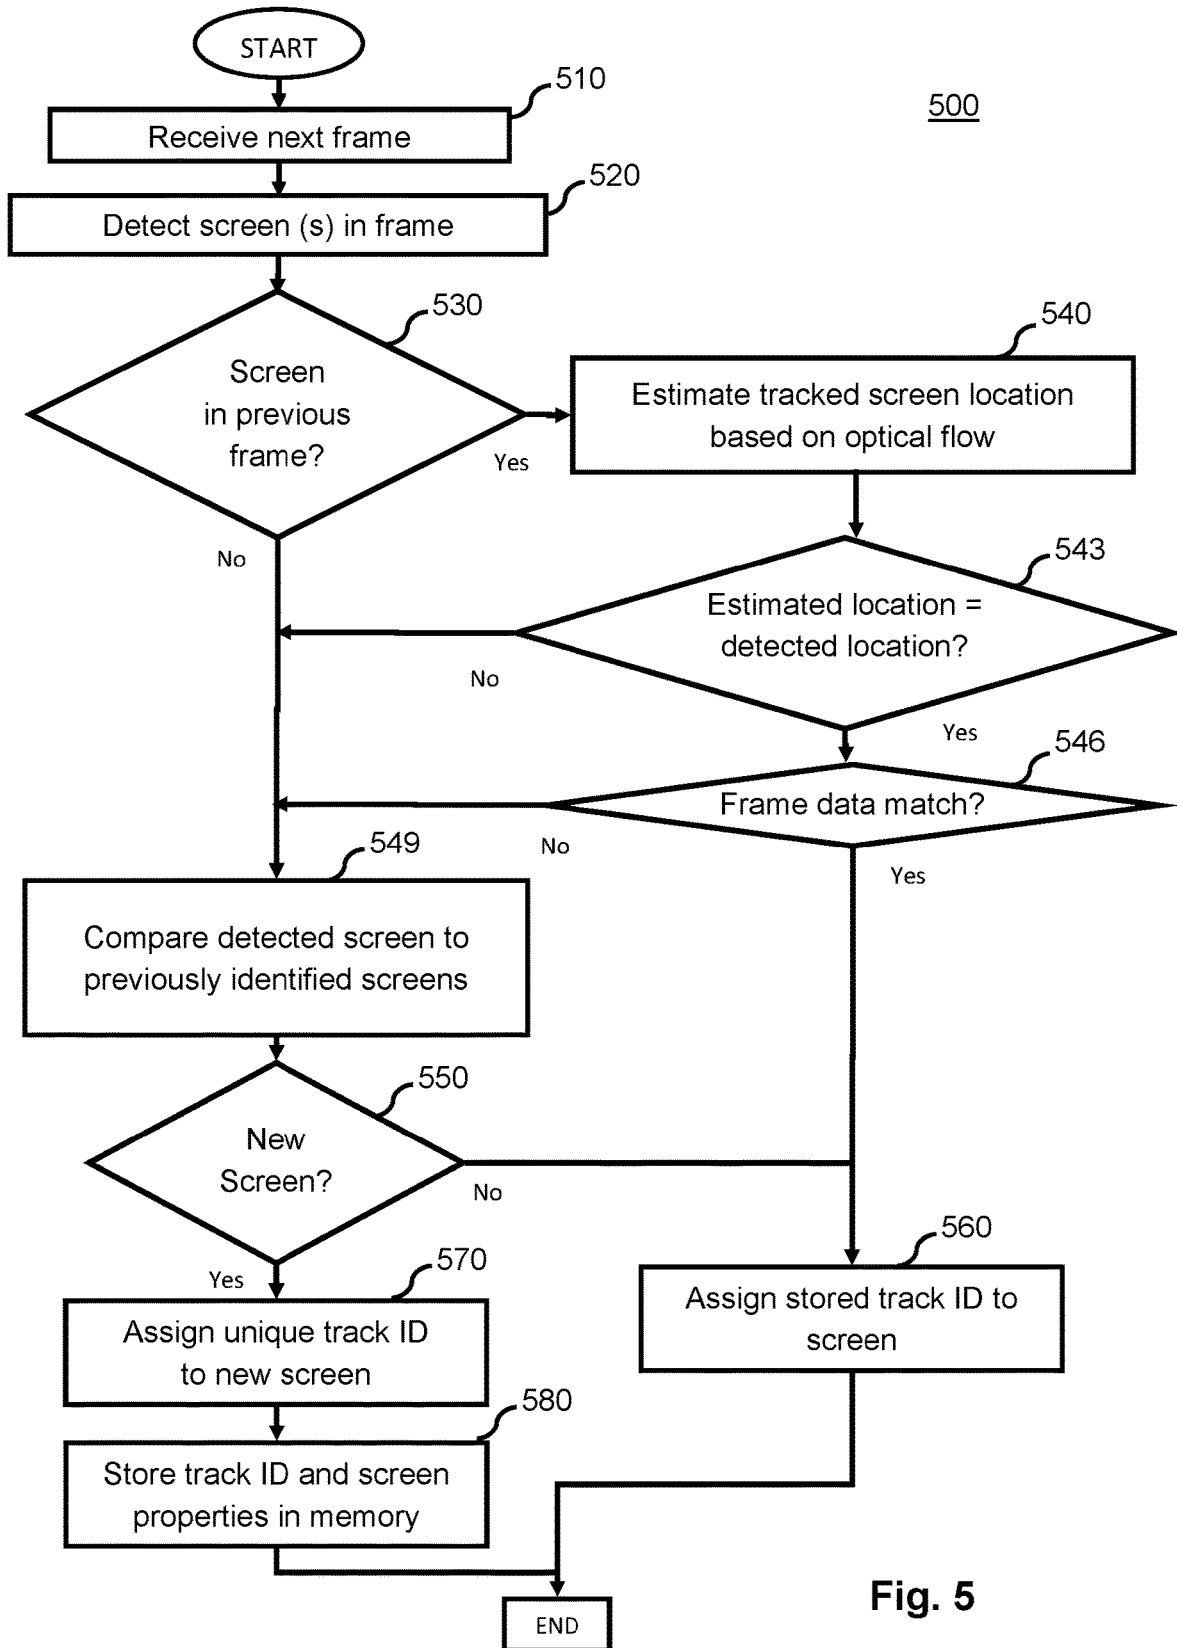 START
510
500
Receive next frame
520
Detect screen (s) in frame
530
Screen
in previous
frame?
Yes
No
540
Estimate tracked screen location
based on optical flow
543
Estimated location =
detected location?
No
Yes
546
Frame data match?
No
Yes
549
Compare detected screen to
previously identified screens
550
New
Screen?
No
Yes
560
Assign stored track ID to
screen
570
Assign unique track ID
to new screen
580
Store track ID and screen
properties in memory
END
Fig. 5